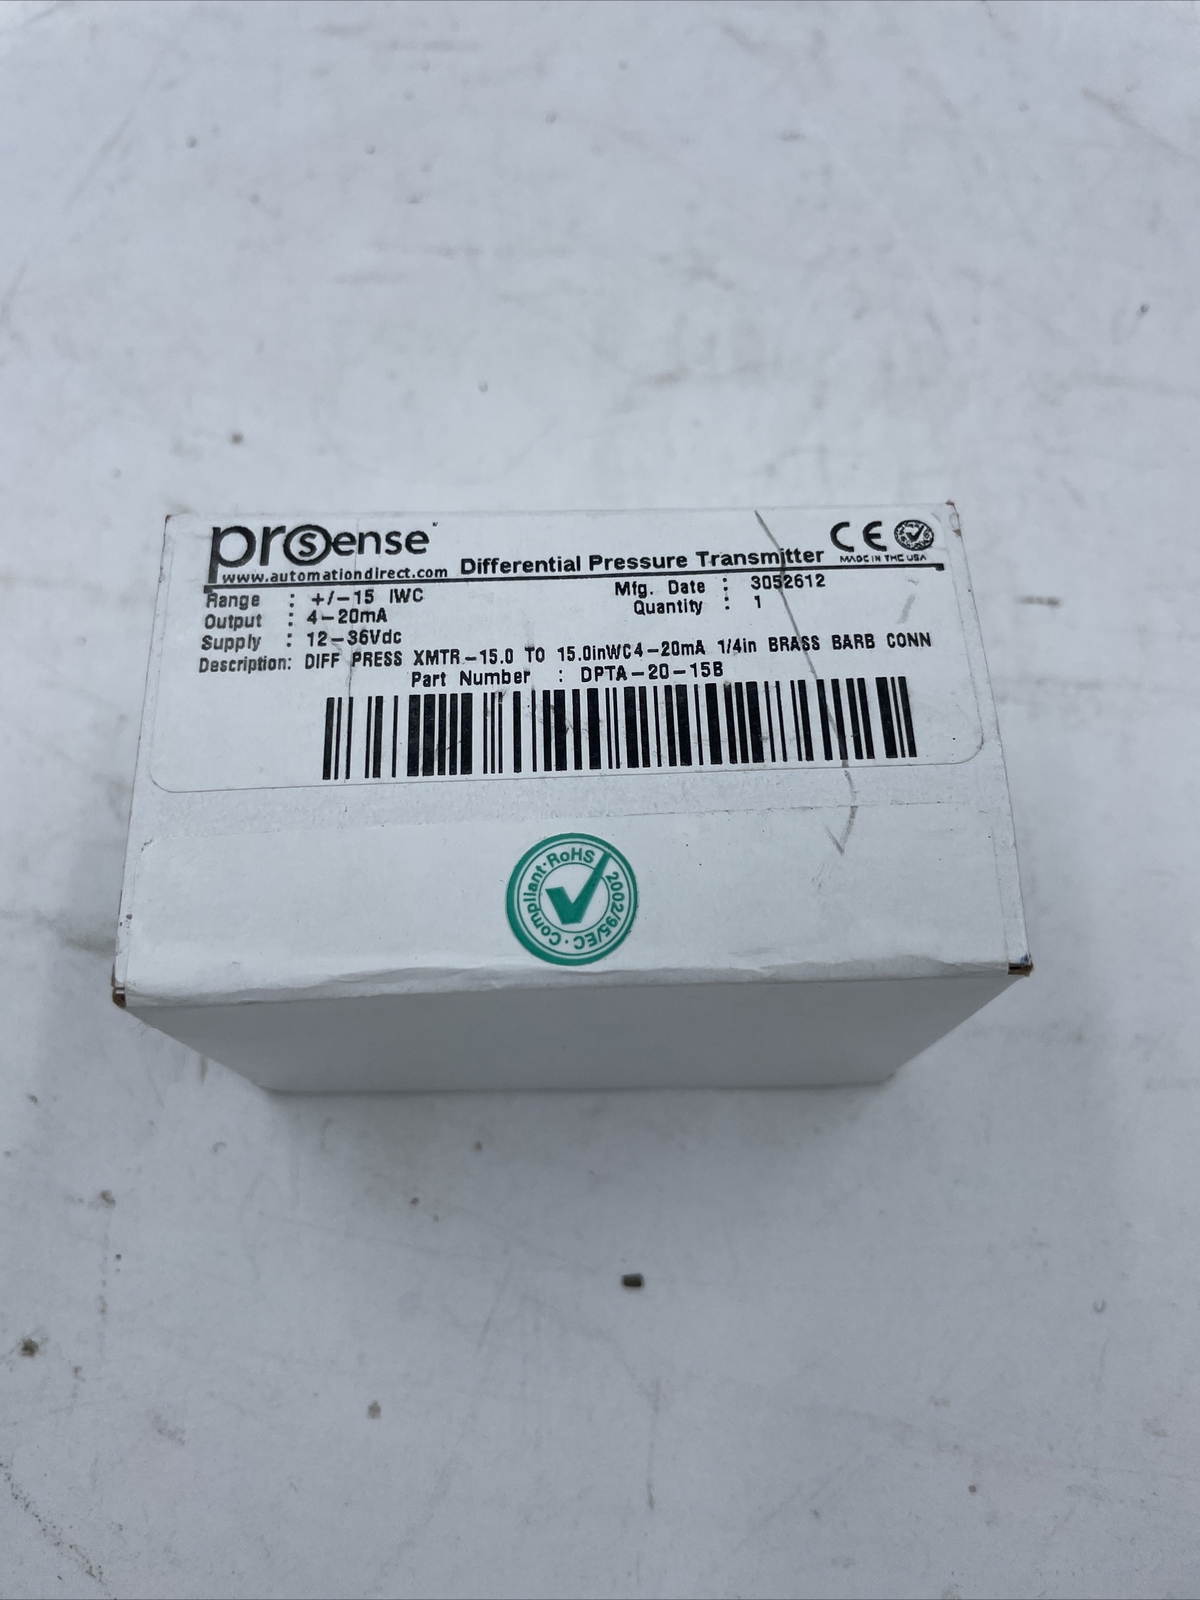 prosense
www.automationdirect.com Differential Pressure Transmitter CE
MADE IN THE USA
Range : +/-15 IWC Mfg. Date : 3052612
Output : 4-20mA Quantity : 1
Supply : 12-36Vdc
Description: DIFF PRESS XMTR.-15.0 TO 15.0inWC4-20mA 1/4in BRASS BARB CONN
Part Number : DPTA-20-15B
Compliant · RoHS 2002/95/EC ·